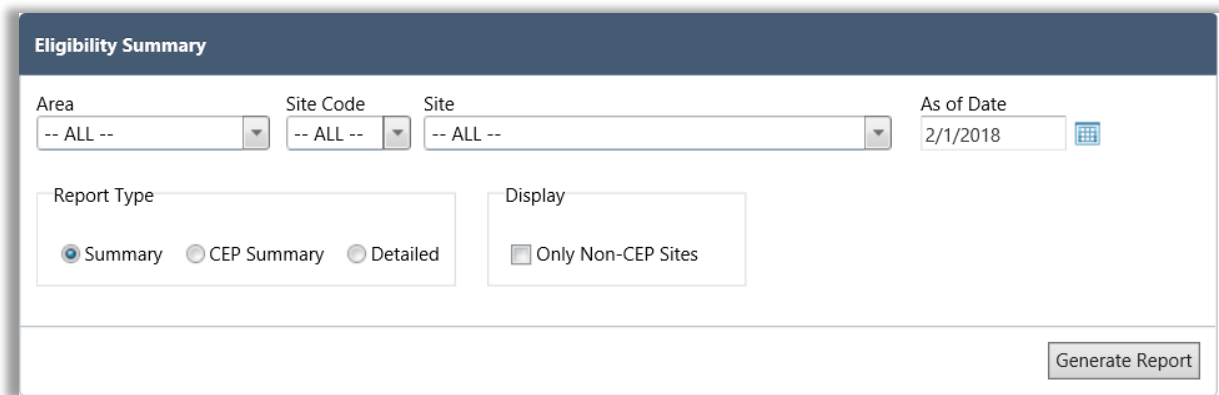 Eligibility Summary
Area Site Code Site As of Date
-- ALL -- -- ALL -- -- ALL -- 2/1/2018
Report Type Display
Summary CEP Summary Detailed Only Non-CEP Sites
Generate Report